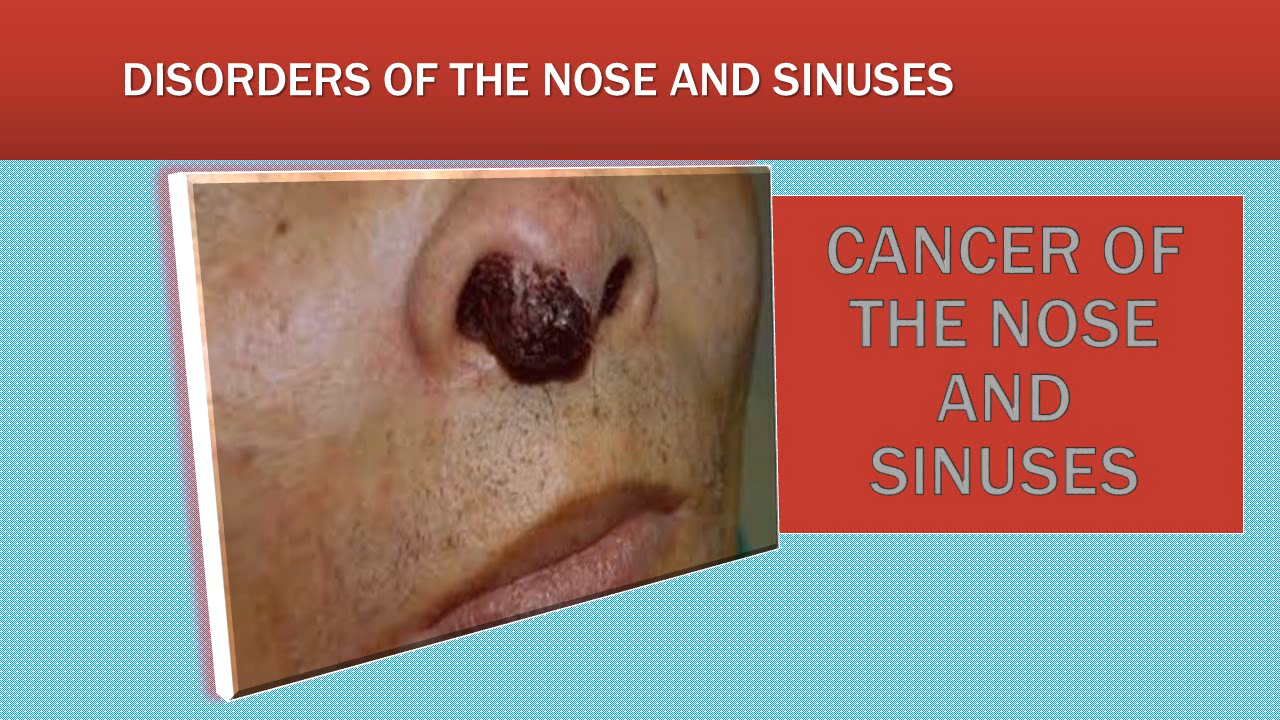 DISORDERS OF THE NOSE AND SINUSES
CANCER OF
THE NOSE
AND
SINUSES